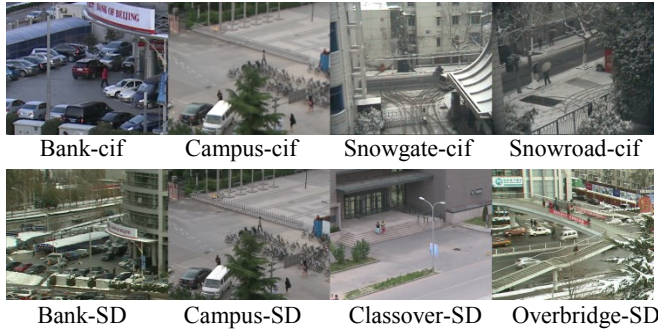 BANK OF BEIJING
Bank-cif Campus-cif Snowgate-cif Snowroad-cif
Bank-SD Campus-SD Classover-SD Overbridge-SD